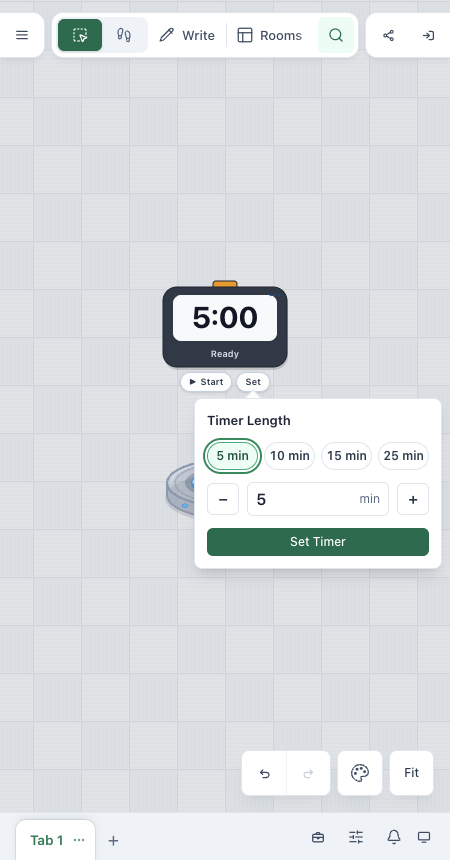 Write
Rooms
5:00
Ready
Start
Set
Timer Length
5 min
10 min
15 min
25 min
−
5
min
+
Set Timer
Fit
Tab 1
+